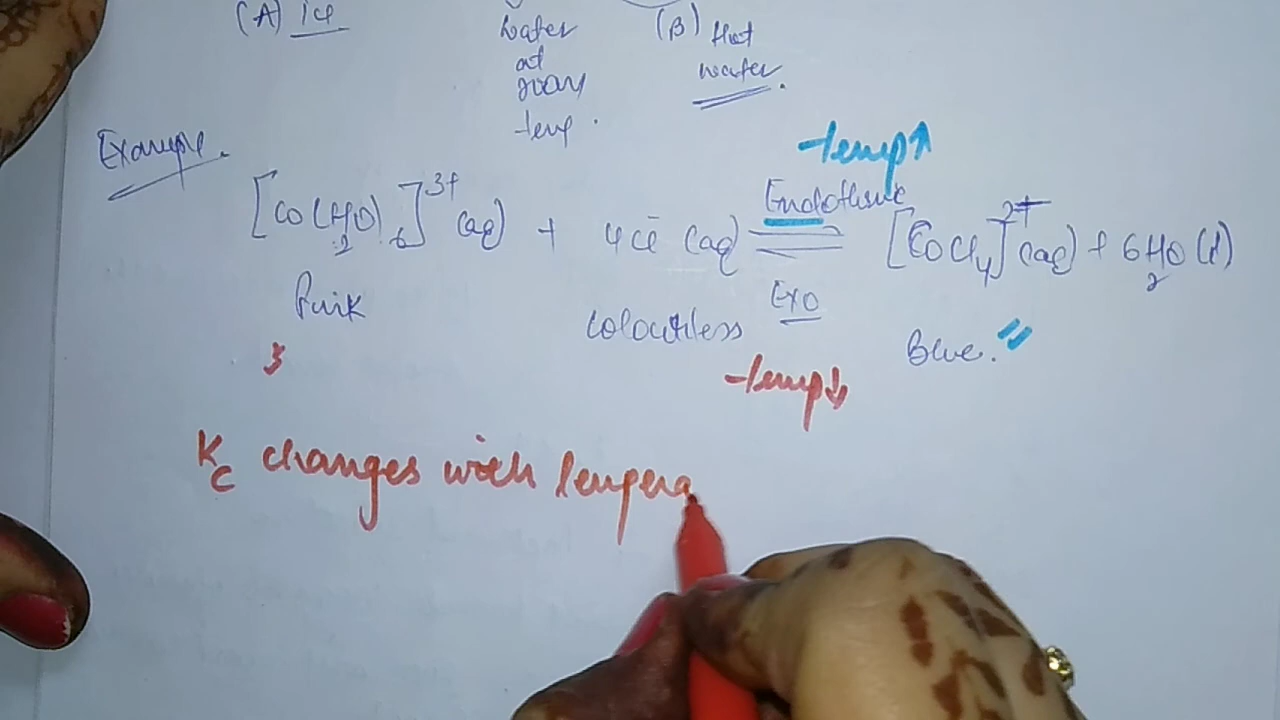 (A) Ice
water
at
room
temp.
(B) Hot
water.
Example.
temp↑
[Co(H2O)6]3+ (aq) + 4Cl- (aq) ⇌ [CoCl4]2- (aq) + 6H2O (l)
Endothermic
Exo
Pink
colourless
Blue. "
temp↓
Kc changes with Tempera